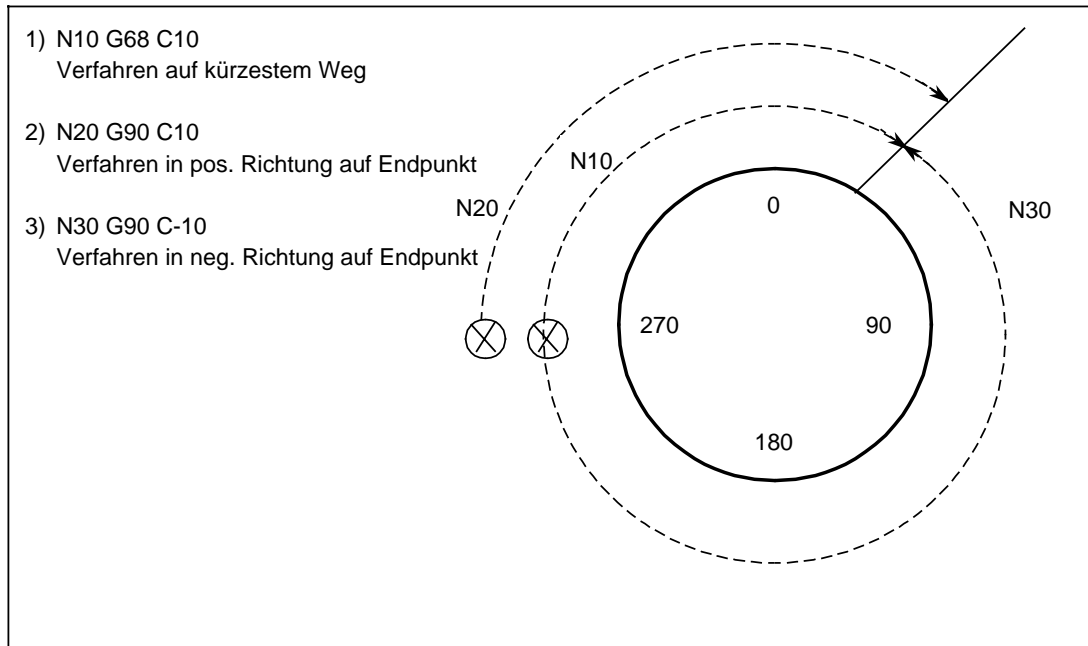 1) N10 G68 C10
Verfahren auf kürzestem Weg
2) N20 G90 C10
Verfahren in pos. Richtung auf Endpunkt
3) N30 G90 C-10
Verfahren in neg. Richtung auf Endpunkt
N10
N20
N30
0
270
90
180